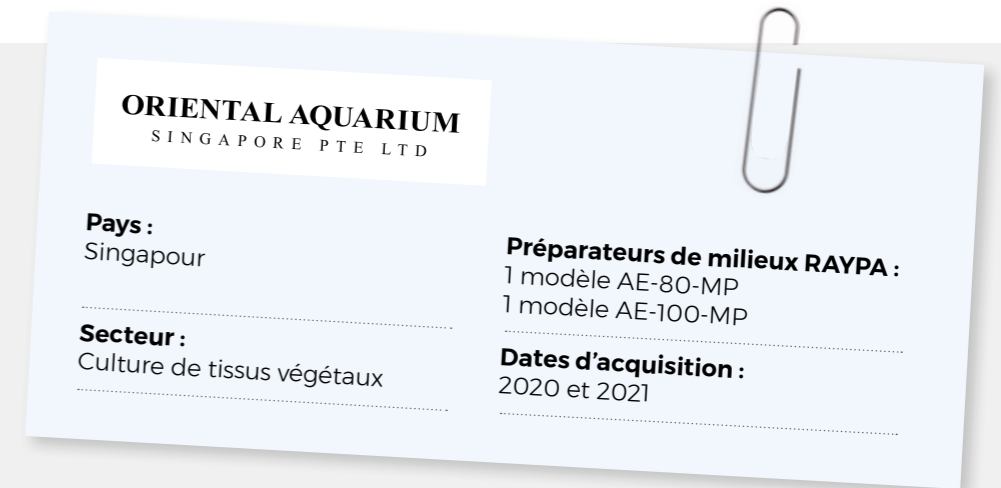 ORIENTAL AQUARIUM
SINGAPORE PTE LTD
Pays :
Singapour
Secteur :
Culture de tissus végétaux
Préparateurs de milieux RAYPA :
1 modèle AE-80-MP
1 modèle AE-100-MP
Dates d’acquisition :
2020 et 2021